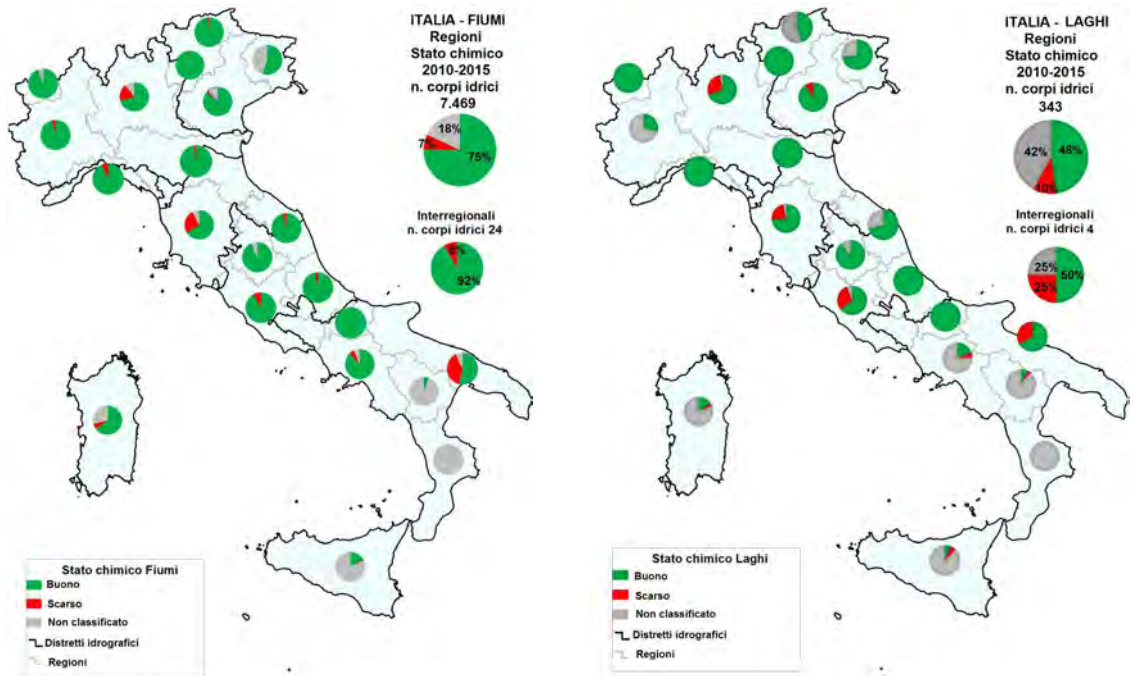 ITALIA - FIUMI
Regioni
Stato chimico
2010-2015
n. corpi idrici
7.469
18%
7%
75%
Interregionali
n. corpi idrici 24
8%
92%
Stato chimico Fiumi
Buono
Scarso
Non classificato
Distretti idrografici
Regioni
ITALIA - LAGHI
Regioni
Stato chimico
2010-2015
n. corpi idrici
343
42%
48%
10%
Interregionali
n. corpi idrici 4
25%
50%
25%
Stato chimico Laghi
Buono
Scarso
Non classificato
Distretti idrografici
Regioni